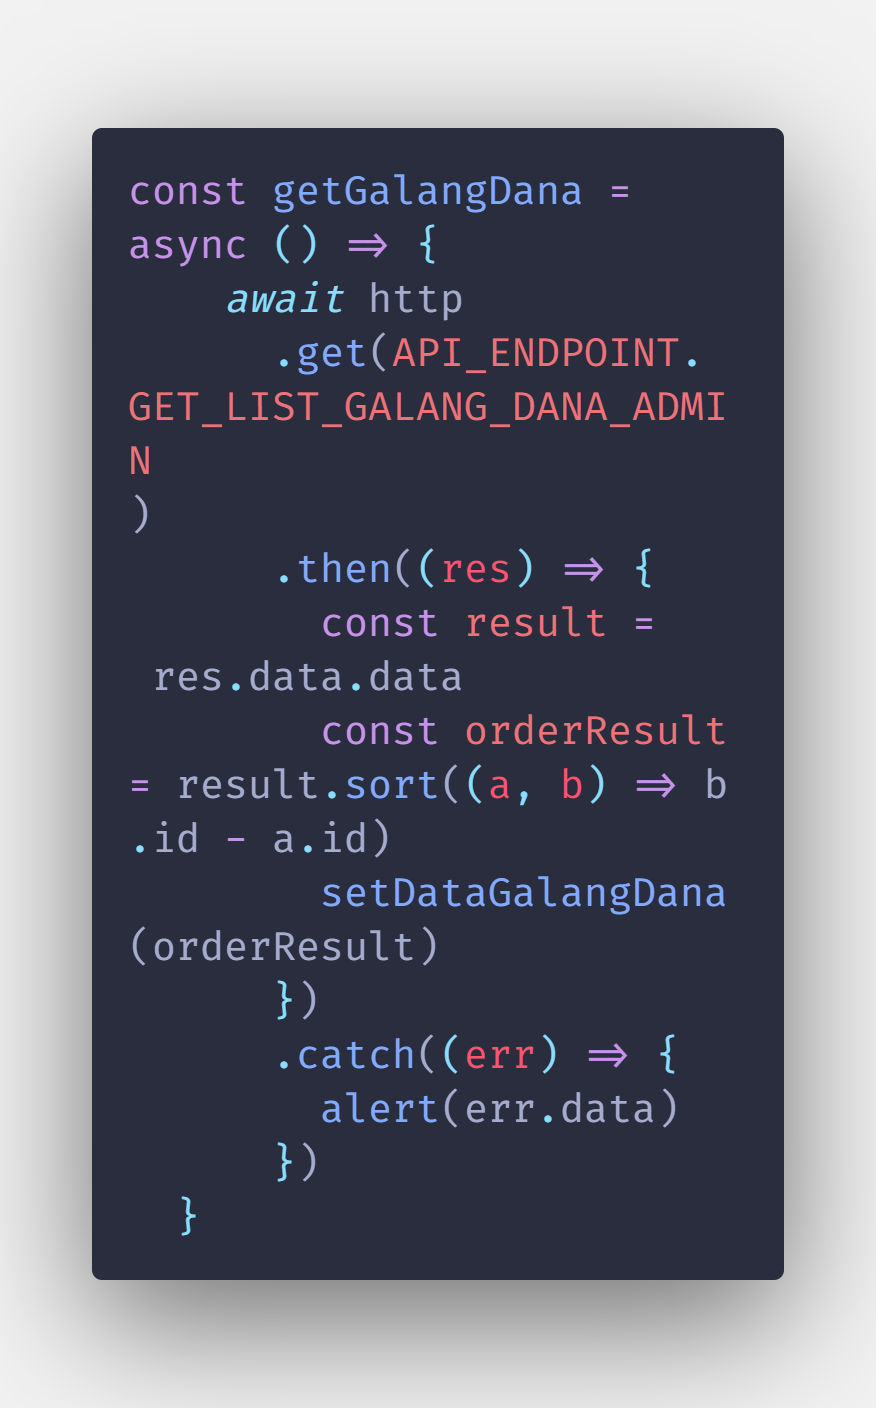 const getGalangDana =
async () => {
    await http
      .get(API_ENDPOINT.
GET_LIST_GALANG_DANA_ADMI
N
)
      .then((res) => {
        const result =
 res.data.data
        const orderResult
= result.sort((a, b) => b
.id - a.id)
        setDataGalangDana
(orderResult)
      })
      .catch((err) => {
        alert(err.data)
      })
  }